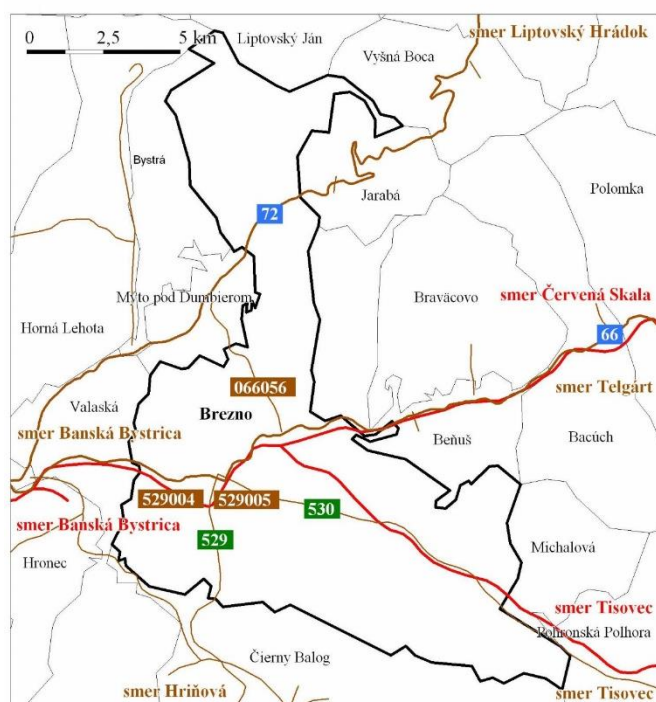 smer Liptovský Hrádok
0 2,5 5 km
Liptovský Ján
Vyšná Boca
Bystrá
Jarabá
Polomka
72
Mýto pod Ďumbierom
Braväcovo
smer Červená Skala
Horná Lehota
66
066056
smer Telgárt
Valaská
Brezno
smer Banská Bystrica
Beňuš
Bacúch
529004
529005
530
smer Banská Bystrica
529
Michalová
Hronec
smer Tisovec
Pohronská Polhora
Čierny Balog
smer Hriňová
smer Tisovec